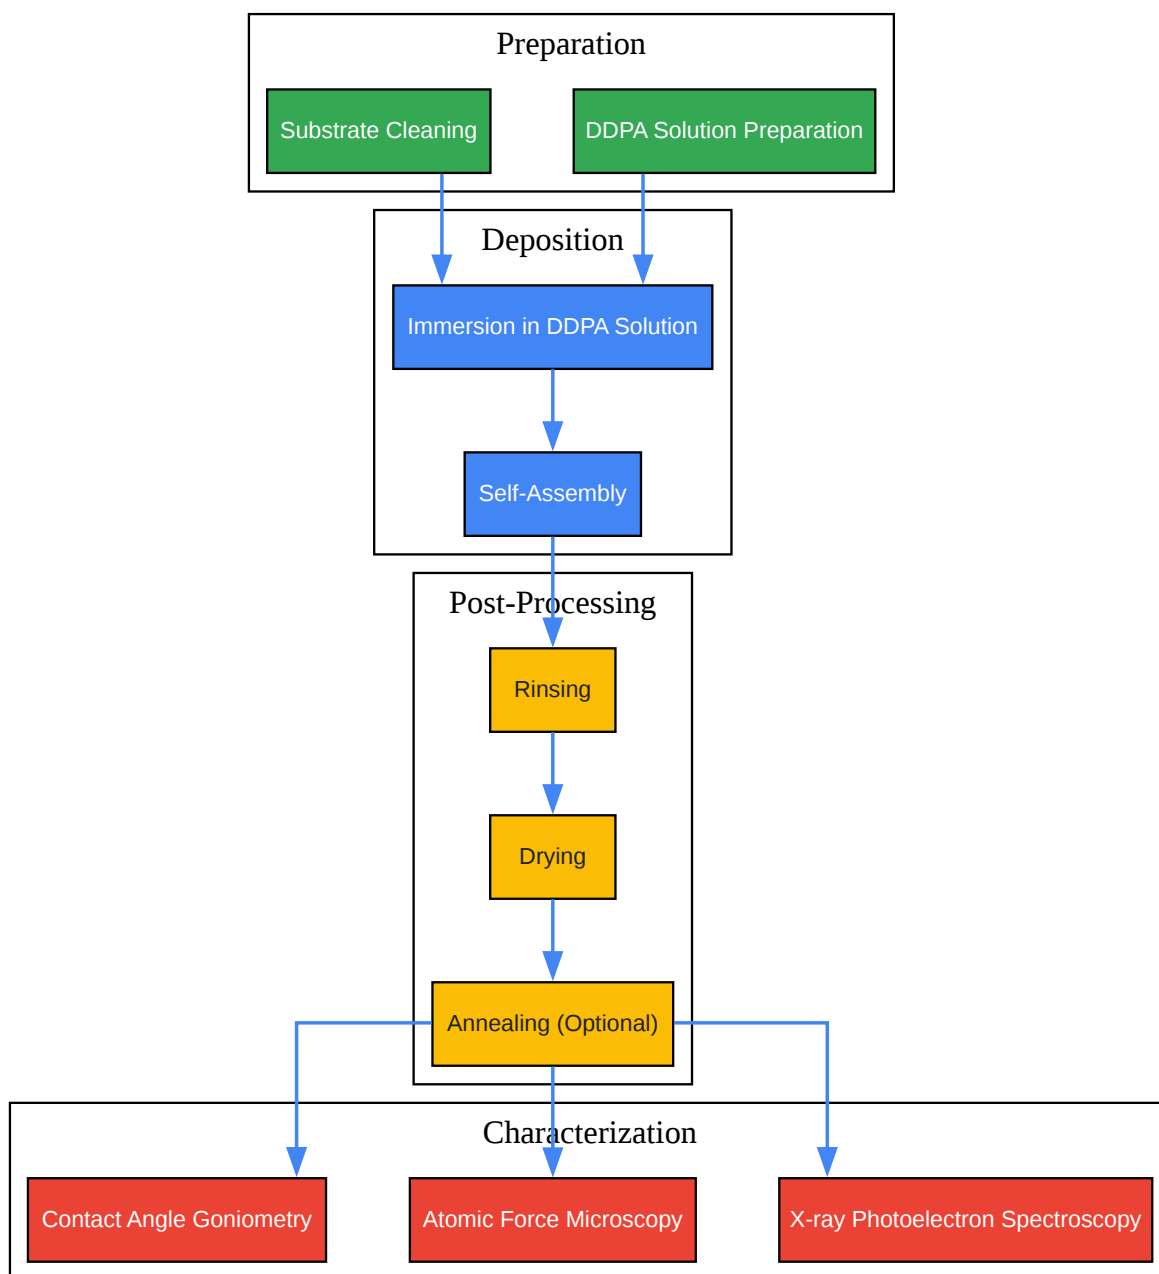 Preparation
Substrate Cleaning
DDPA Solution Preparation
Deposition
Immersion in DDPA Solution
Self-Assembly
Post-Processing
Rinsing
Drying
Annealing (Optional)
Characterization
Contact Angle Goniometry
Atomic Force Microscopy
X-ray Photoelectron Spectroscopy